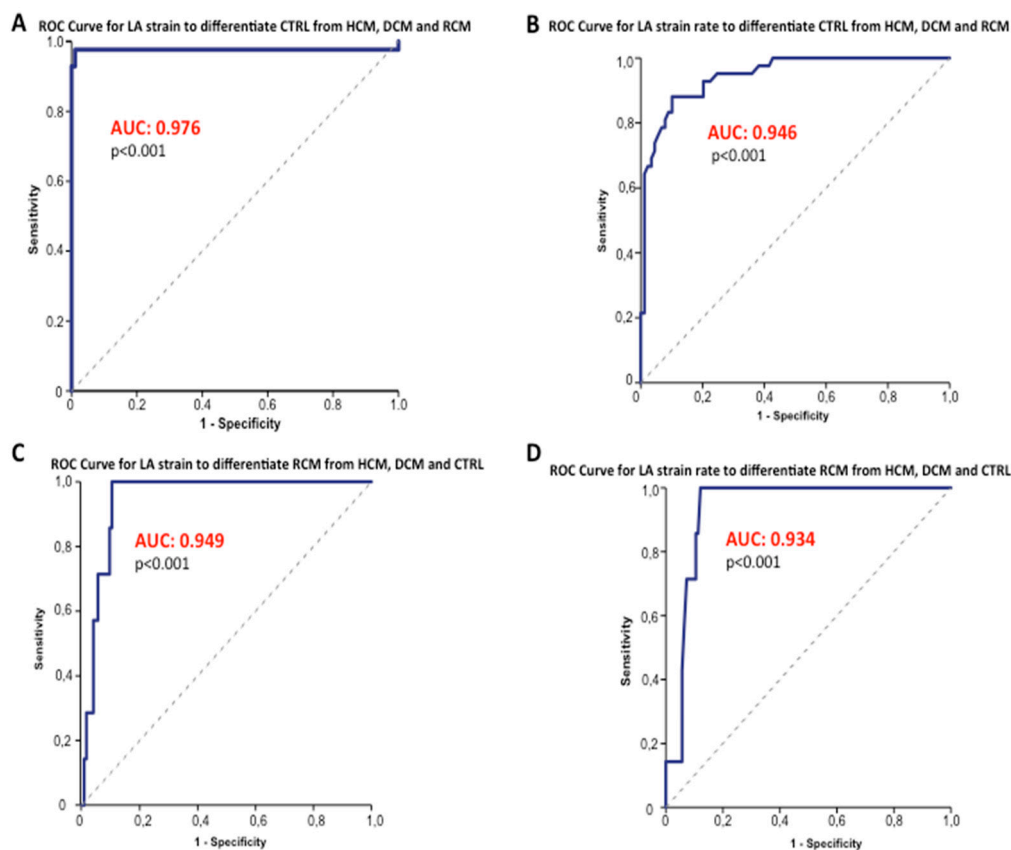 A
ROC Curve for LA strain to differentiate CTRL from HCM, DCM and RCM
1.0
0.8
0.6
0.4
0.2
0
Sensitivity
AUC: 0.976
p<0.001
0
0,2
0.4
0.6
0.8
1.0
1 - Specificity
B
ROC Curve for LA strain rate to differentiate CTRL from HCM, DCM and RCM
1,0
0,8
0,6
0,4
0,2
0
Sensitivity
AUC: 0.946
p<0.001
0
0,2
0,4
0,6
0,8
1,0
1 - Specificity
C
ROC Curve for LA strain to differentiate RCM from HCM, DCM and CTRL
1,0
0,8
0,6
0,4
0,2
0
Sensitivity
AUC: 0.949
p<0.001
0
0,2
0,4
0,6
0,8
1,0
1 - Specificity
D
ROC Curve for LA strain rate to differentiate RCM from HCM, DCM and CTRL
1,0
0,8
0,6
0,4
0,2
0
Sensitivity
AUC: 0.934
p<0.001
0
0,2
0,4
0,6
0,8
1,0
1 - Specificity